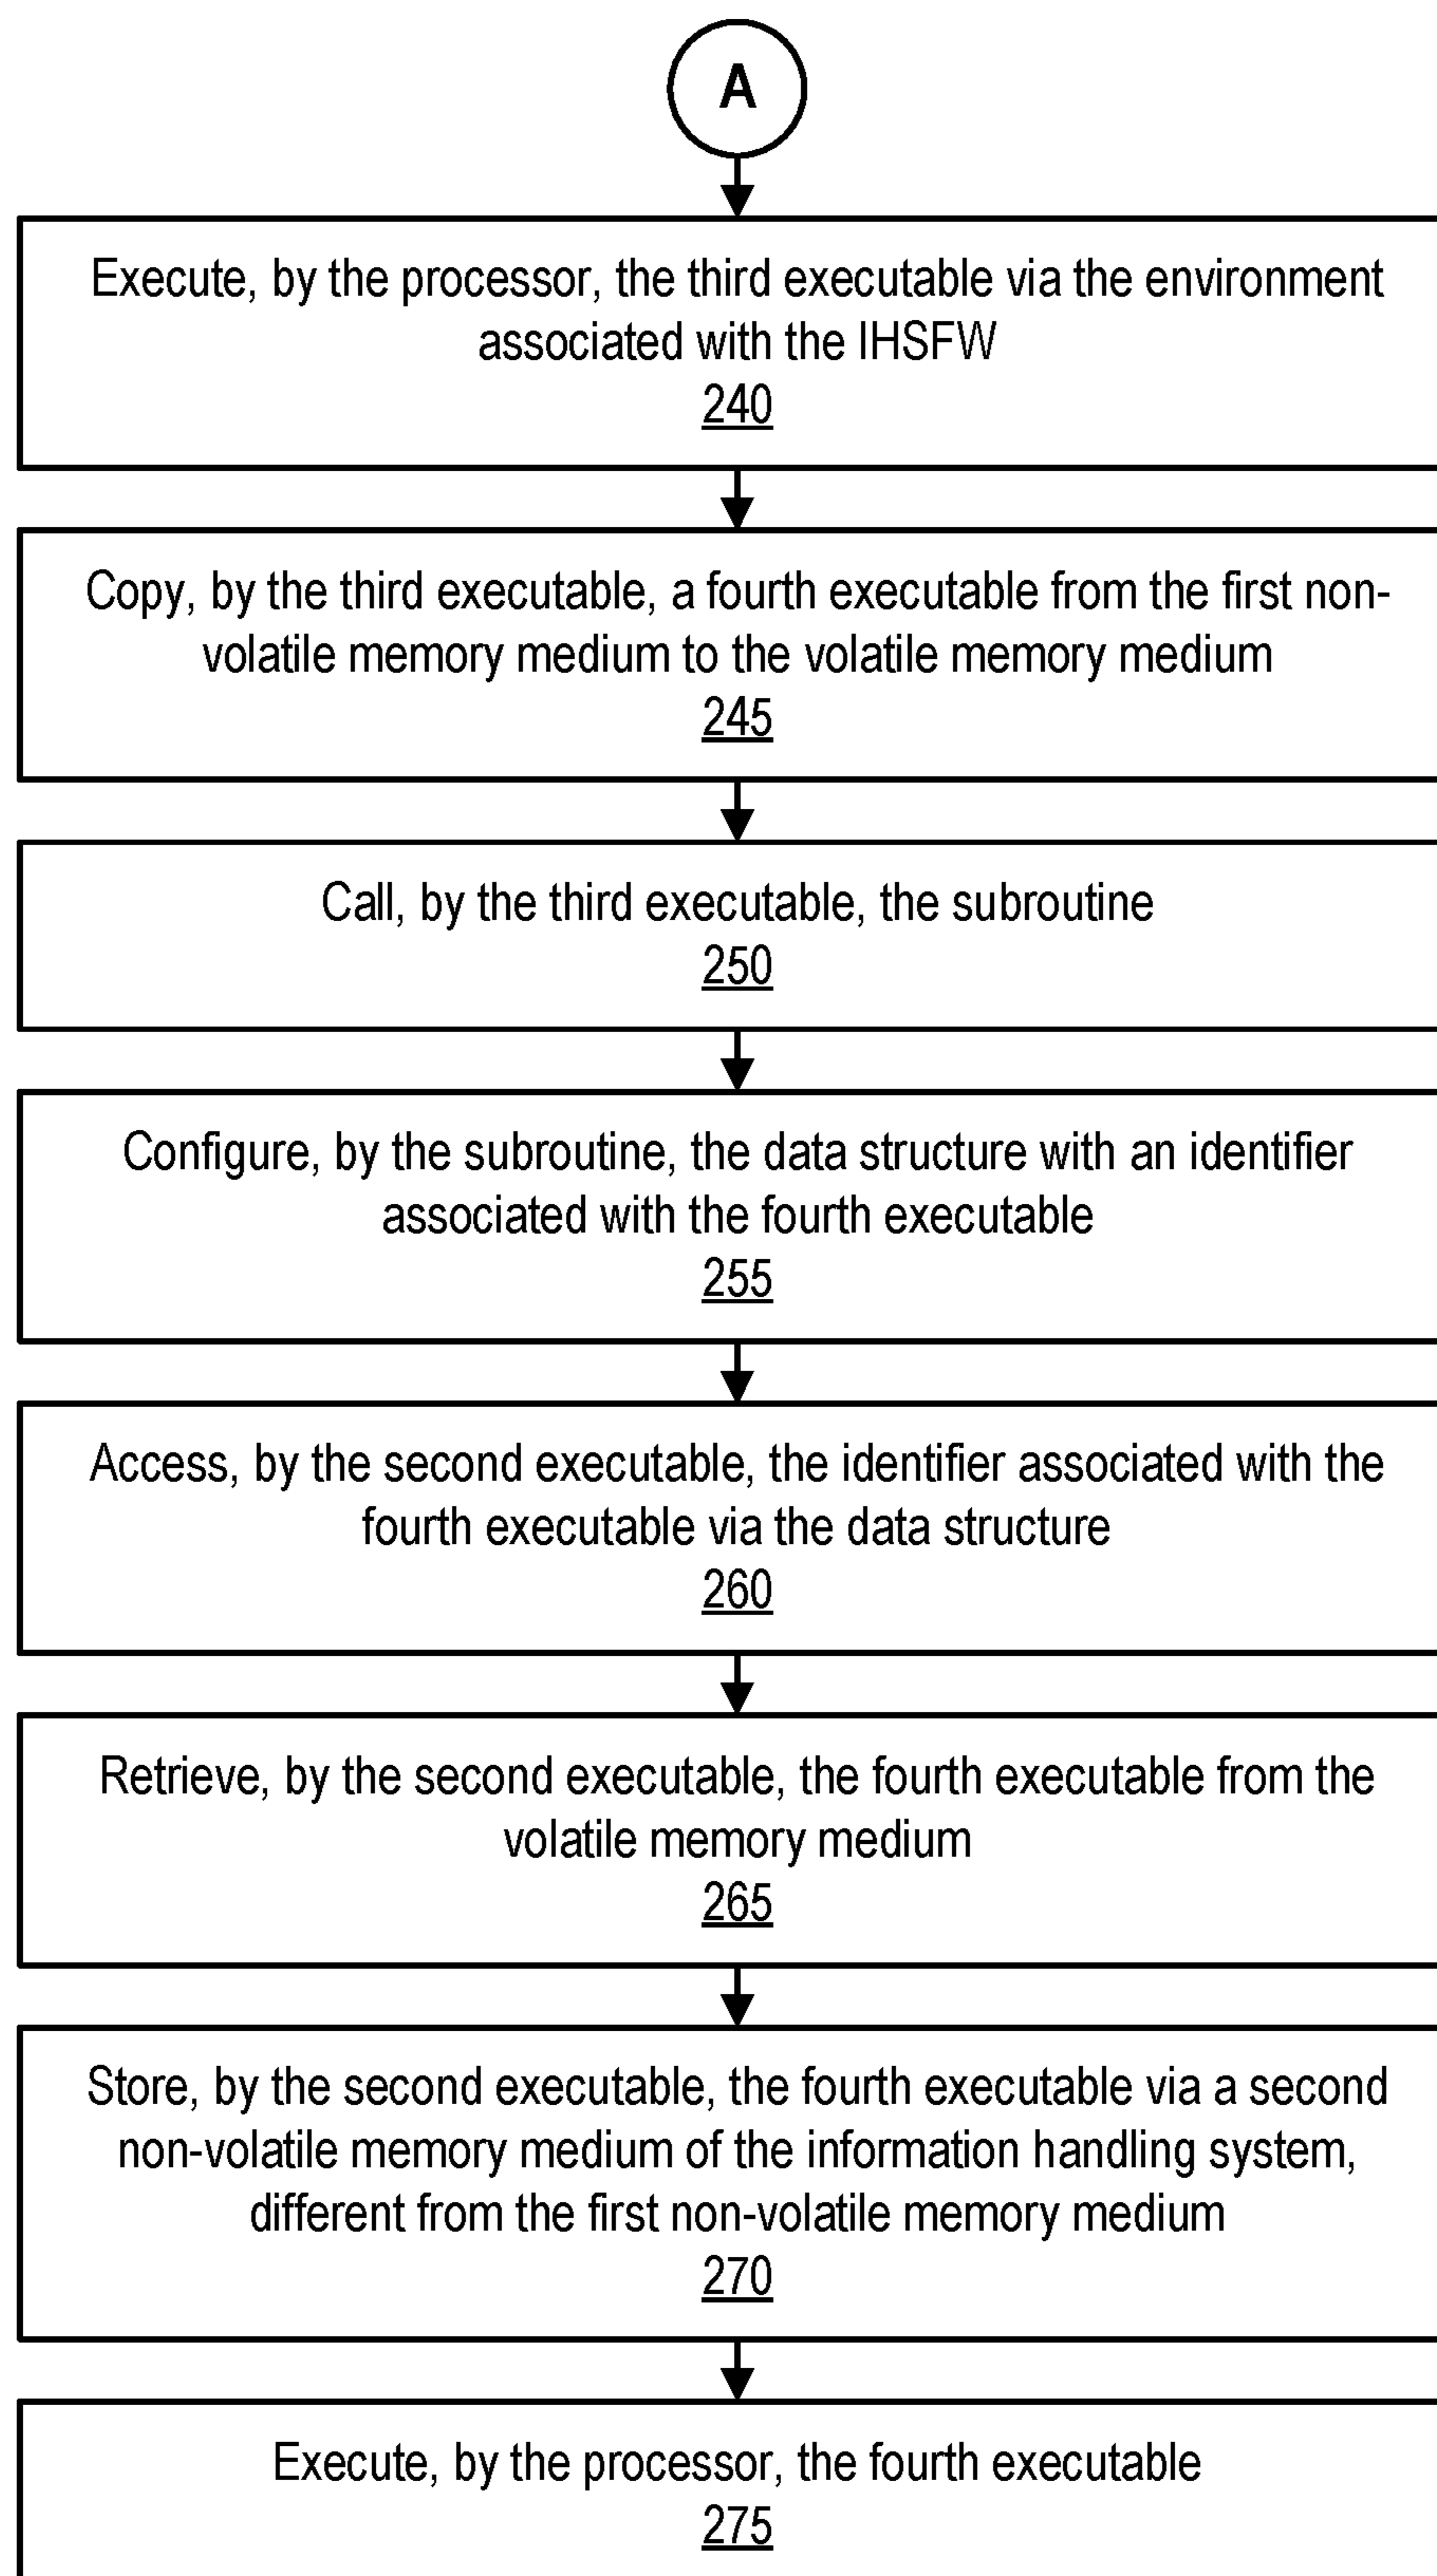 A
Execute, by the processor, the third executable via the environment
associated with the IHSFW
240
Copy, by the third executable, a fourth executable from the first non-
volatile memory medium to the volatile memory medium
245
Call, by the third executable, the subroutine
250
Configure, by the subroutine, the data structure with an identifier
associated with the fourth executable
255
Access, by the second executable, the identifier associated with the
fourth executable via the data structure
260
Retrieve, by the second executable, the fourth executable from the
volatile memory medium
265
Store, by the second executable, the fourth executable via a second
non-volatile memory medium of the information handling system,
different from the first non-volatile memory medium
270
Execute, by the processor, the fourth executable
275